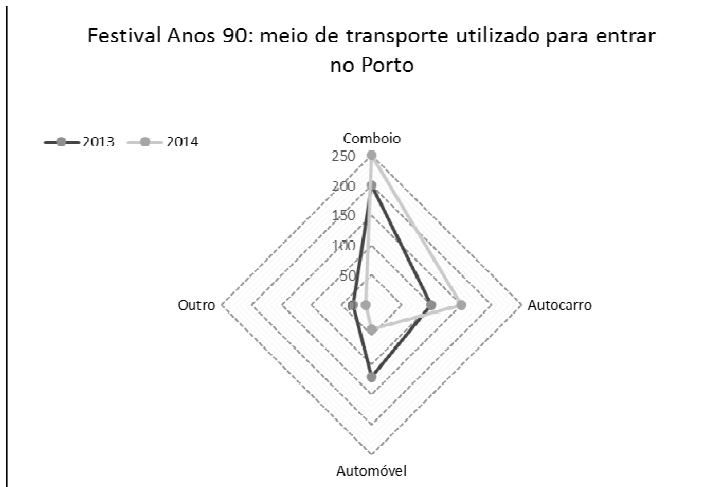 Festival Anos 90: meio de transporte utilizado para entrar
no Porto
2013 2014
Comboio
250
200
150
100
50
Outro
Autocarro
Automóvel